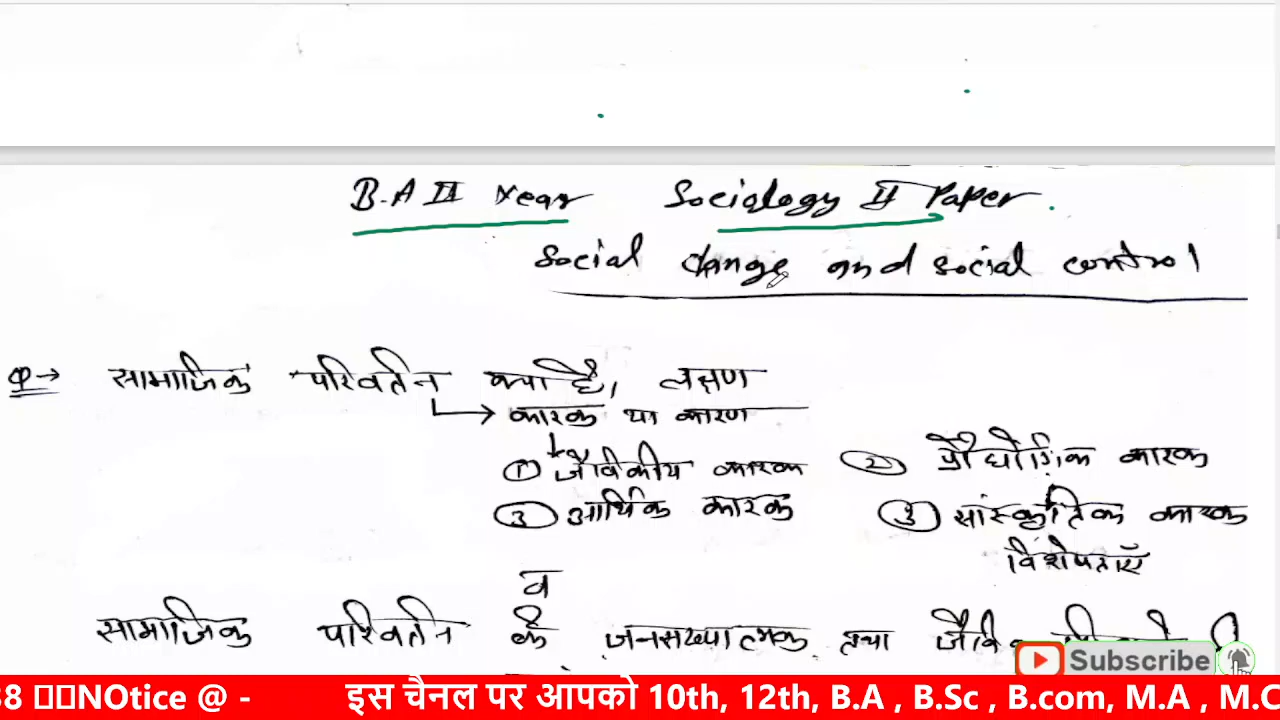 B.A II Year Sociology II Paper.
Social change and social control
Q→ सामाजिक परिवर्तन क्या है, लक्षण
कारक या कारण
① जैविकीय कारक ② प्रौद्योगिक कारक
③ आर्थिक कारक सांस्कृतिक कारक
विशेषताएँ
व
सामाजिक परिवर्तन के जनसंख्यात्मक तथा
Subscribe
38 NOtice @ - इस चैनल पर आपको 10th, 12th, B.A , B.Sc , B.com, M.A , M.C